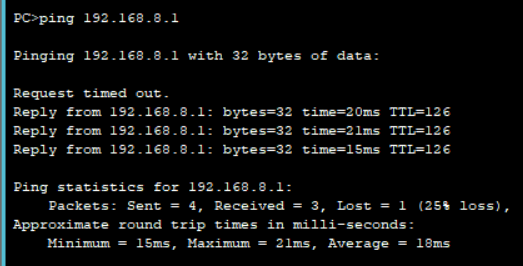 PC>ping 192.168.8.1
Pinging 192.168.8.1 with 32 bytes of data:
Request timed out.
Reply from 192.168.8.1: bytes=32 time=20ms TTL=126
Reply from 192.168.8.1: bytes=32 time=21ms TTL=126
Reply from 192.168.8.1: bytes=32 time=15ms TTL=126
Ping statistics for 192.168.8.1:
Packets: Sent = 4, Received = 3, Lost = 1 (25% loss),
Approximate round trip times in milli-seconds:
Minimum = 15ms, Maximum = 21ms, Average = 18ms